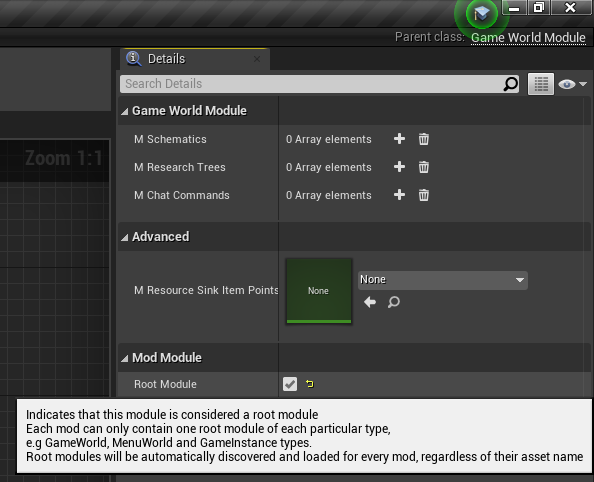 Parent class: Game World Module
Details
Search Details
Game World Module
M Schematics 0 Array elements
M Research Trees 0 Array elements
M Chat Commands 0 Array elements
Zoom 1:1
Advanced
M Resource Sink Item Points None None
Mod Module
Root Module
Indicates that this module is considered a root module
Each mod can only contain one root module of each particular type,
e.g GameWorld, MenuWorld and GameInstance types.
Root modules will be automatically discovered and loaded for every mod, regardless of their asset name